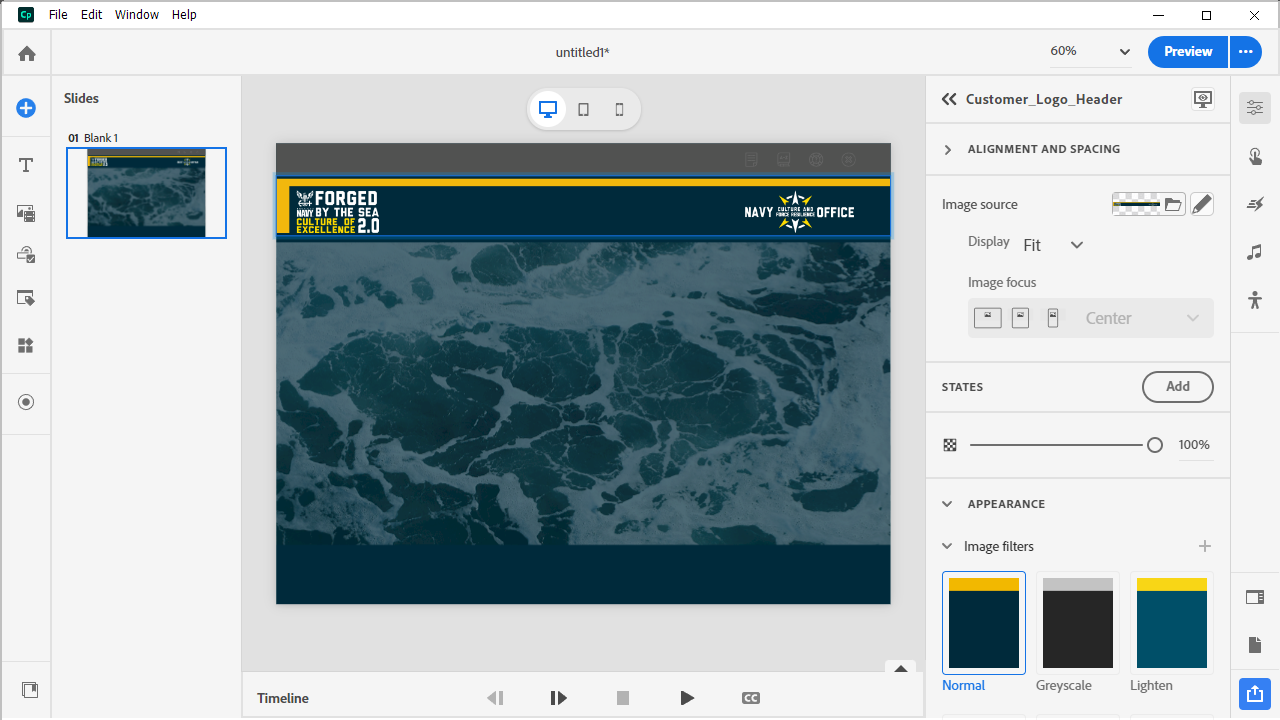 Cp File Edit Window Help
untitled1*
60%
Preview
Slides
01 Blank 1
FORGED
NAVY BY THE SEA
CULTURE OF
EXCELLENCE 2.0
NAVY CULTURE AND FORCE RESILIENCE OFFICE
Timeline
CC
Customer_Logo_Header
ALIGNMENT AND SPACING
Image source
Display Fit
Image focus
Center
STATES Add
100%
APPEARANCE
Image filters
Normal Greyscale Lighten